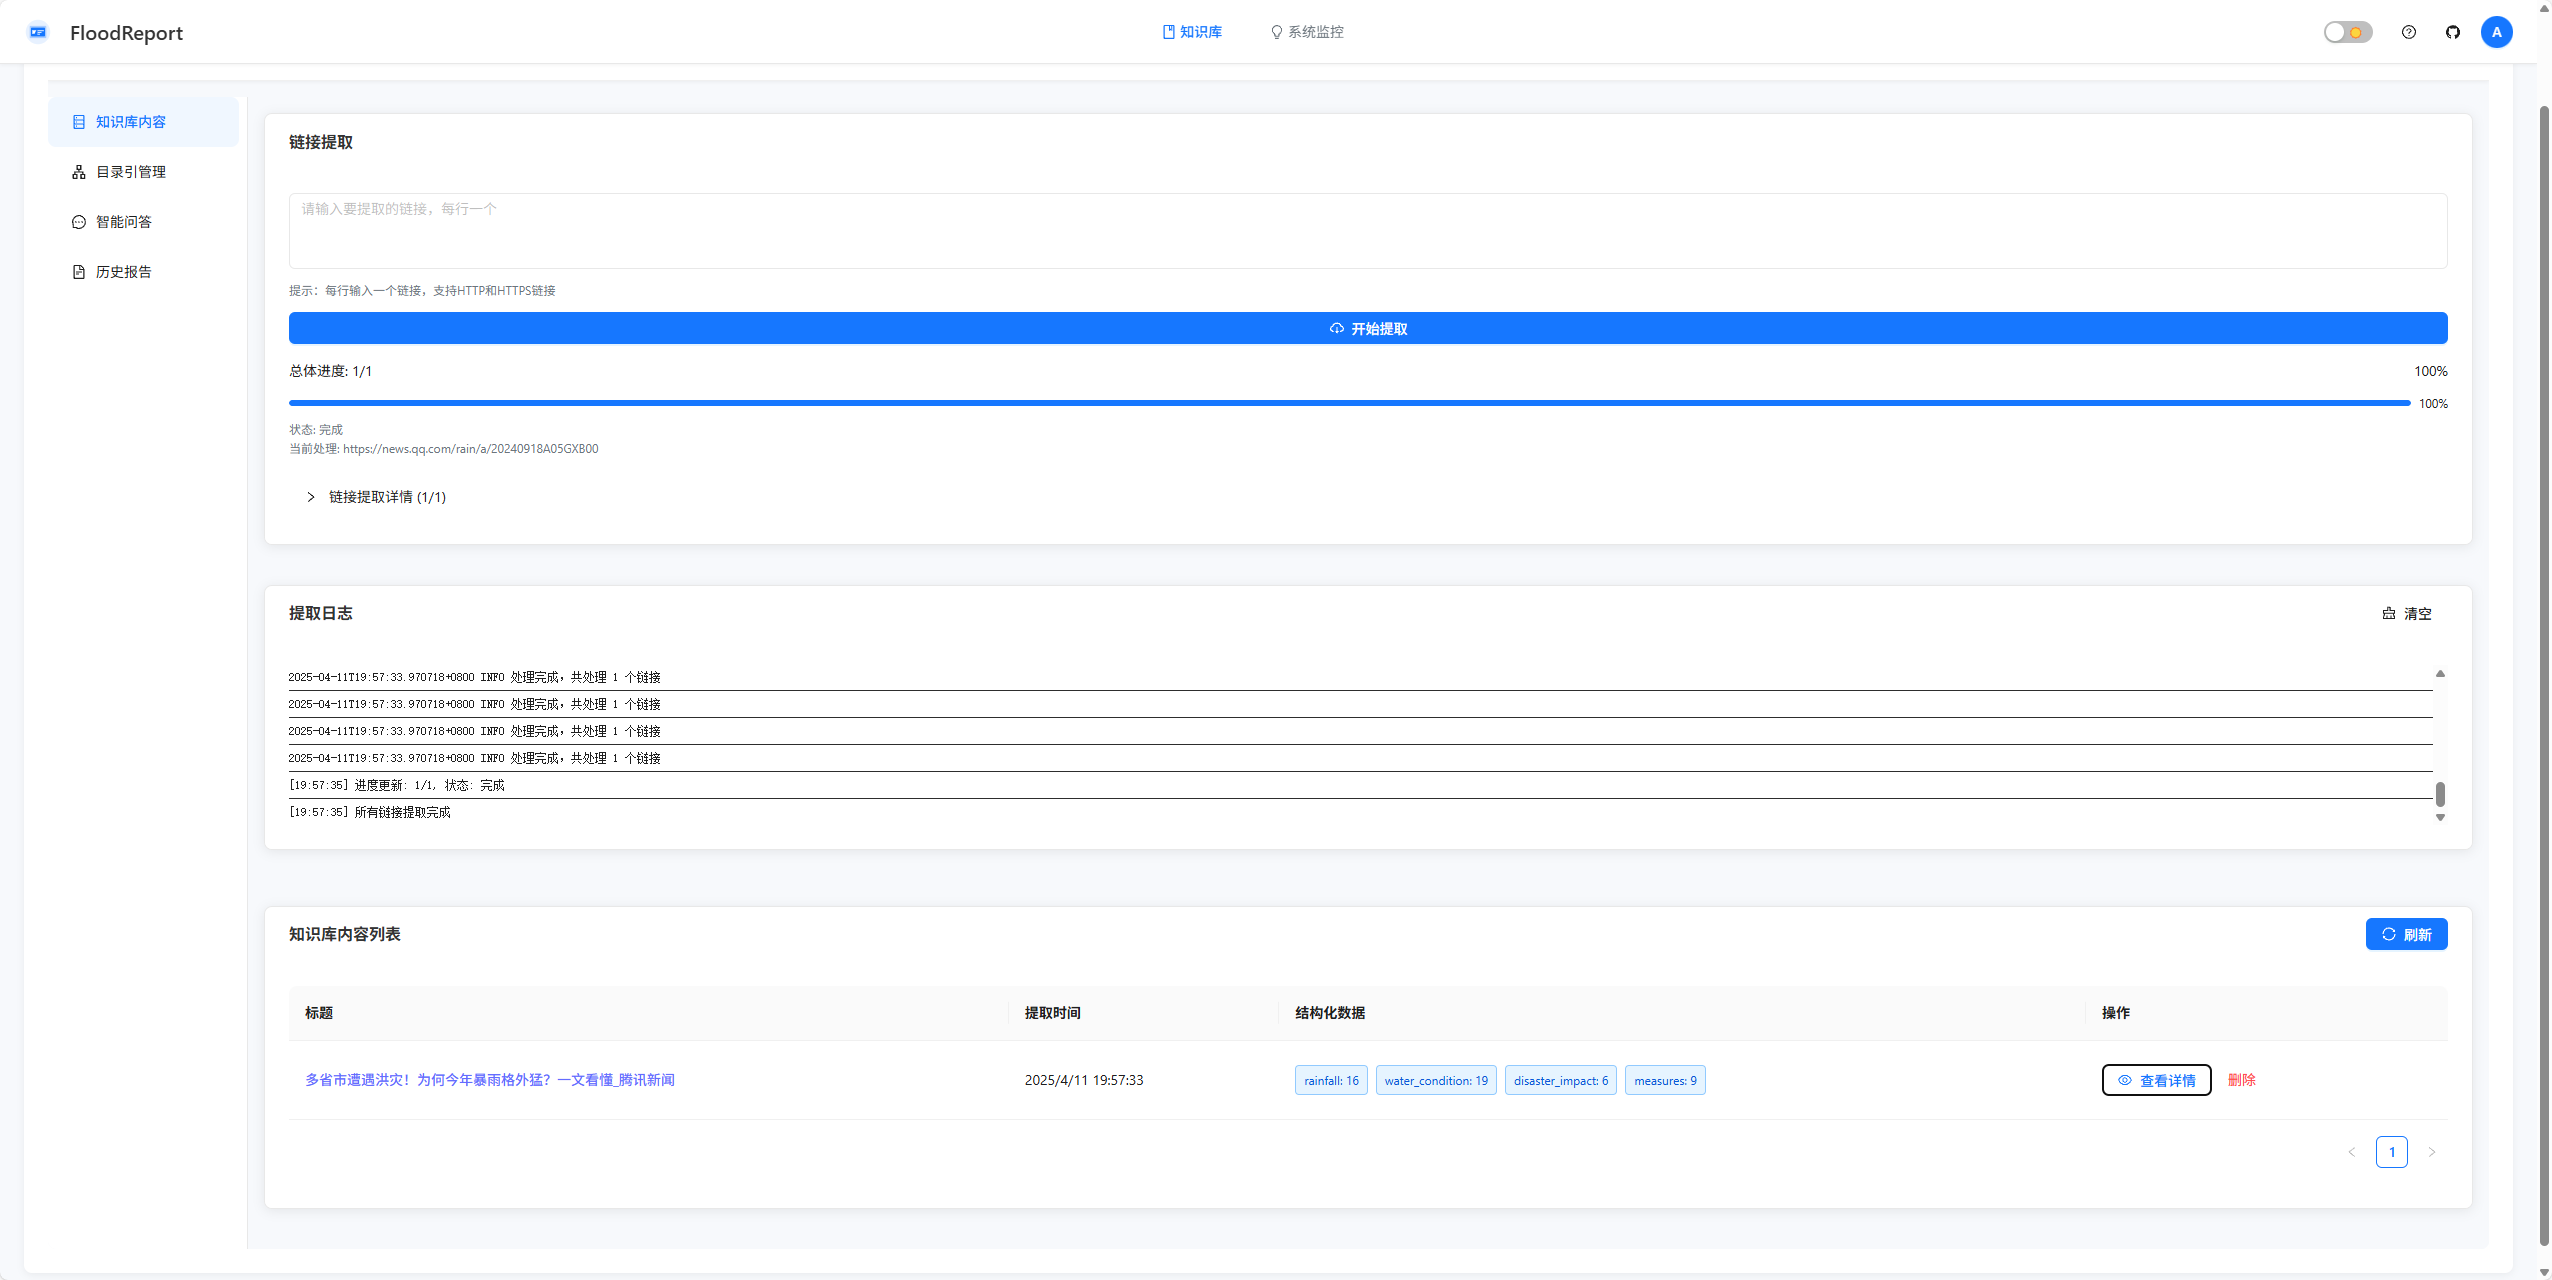 FloodReport
知识库
系统监控
A
知识库内容
目录引管理
智能问答
历史报告
链接提取
请输入要提取的链接，每行一个
提示：每行输入一个链接，支持HTTP和HTTPS链接
开始提取
总体进度: 1/1
100%
100%
状态: 完成
当前处理: https://news.qq.com/rain/a/20240918A05GXB00
链接提取详情 (1/1)
提取日志
清空
2025-04-11T19:57:33.970718+0800 INFO 处理完成，共处理 1 个链接
2025-04-11T19:57:33.970718+0800 INFO 处理完成，共处理 1 个链接
2025-04-11T19:57:33.970718+0800 INFO 处理完成，共处理 1 个链接
2025-04-11T19:57:33.970718+0800 INFO 处理完成，共处理 1 个链接
[19:57:35] 进度更新: 1/1, 状态: 完成
[19:57:35] 所有链接提取完成
知识库内容列表
刷新
标题
提取时间
结构化数据
操作
多省市遭遇洪灾！为何今年暴雨格外猛？一文看懂_腾讯新闻
2025/4/11 19:57:33
rainfall: 16
water_condition: 19
disaster_impact: 6
measures: 9
查看详情
删除
1